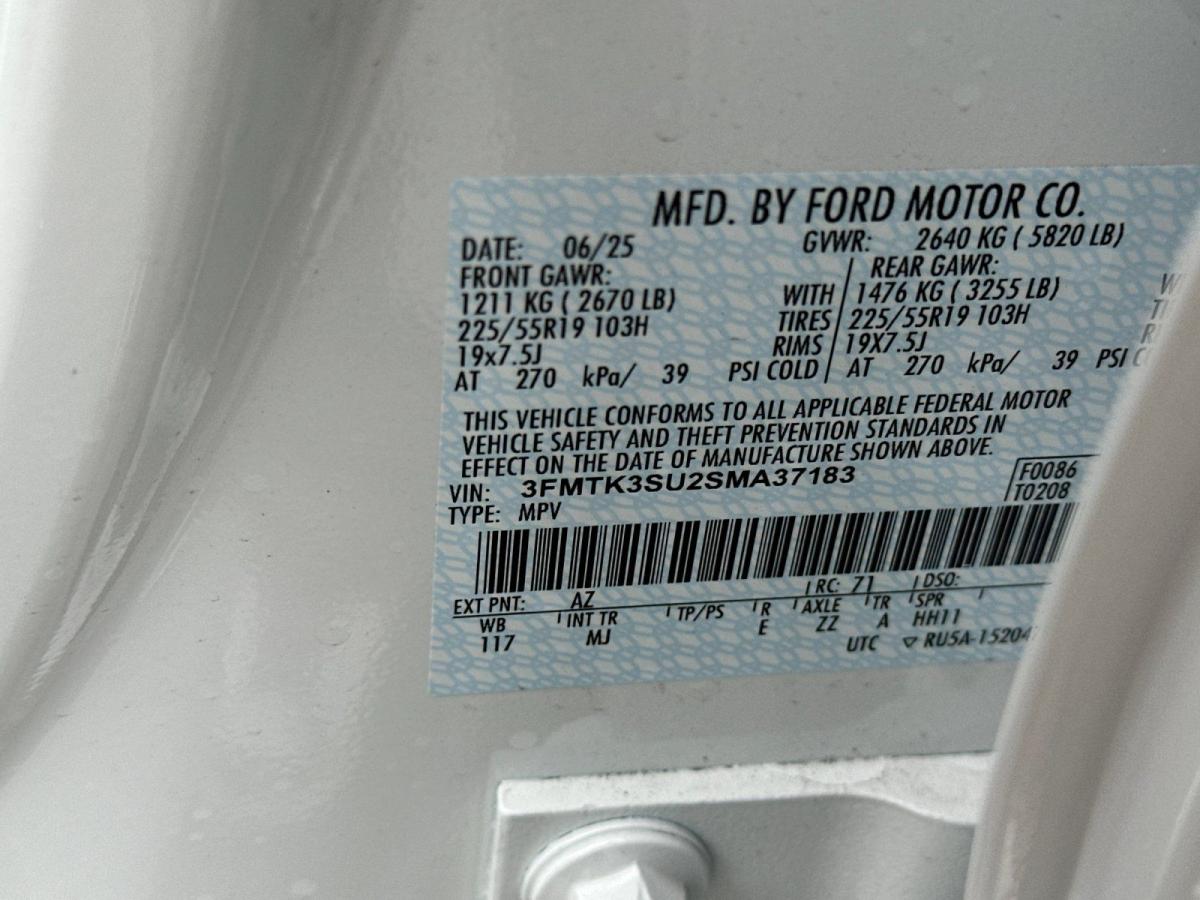 MFD. BY FORD MOTOR CO.
DATE: 06/25 GVWR: 2640 KG ( 5820 LB)
FRONT GAWR: REAR GAWR:
1211 KG ( 2670 LB) WITH 1476 KG ( 3255 LB)
225/55R19 103H TIRES 225/55R19 103H
19x7.5J RIMS 19X7.5J
AT 270 kPa/ 39 PSI COLD AT 270 kPa/ 39 PSI
THIS VEHICLE CONFORMS TO ALL APPLICABLE FEDERAL MOTOR
VEHICLE SAFETY AND THEFT PREVENTION STANDARDS IN
EFFECT ON THE DATE OF MANUFACTURE SHOWN ABOVE.
VIN: 3FMTK3SU2SMA37183 F0086
TYPE: MPV T0208
EXT PNT: AZ RC: 71 DSO:
WB INT TR TP/PS R AXLE TR SPR
117 MJ E ZZ A HH11
UTC ▽ RU5A-15204